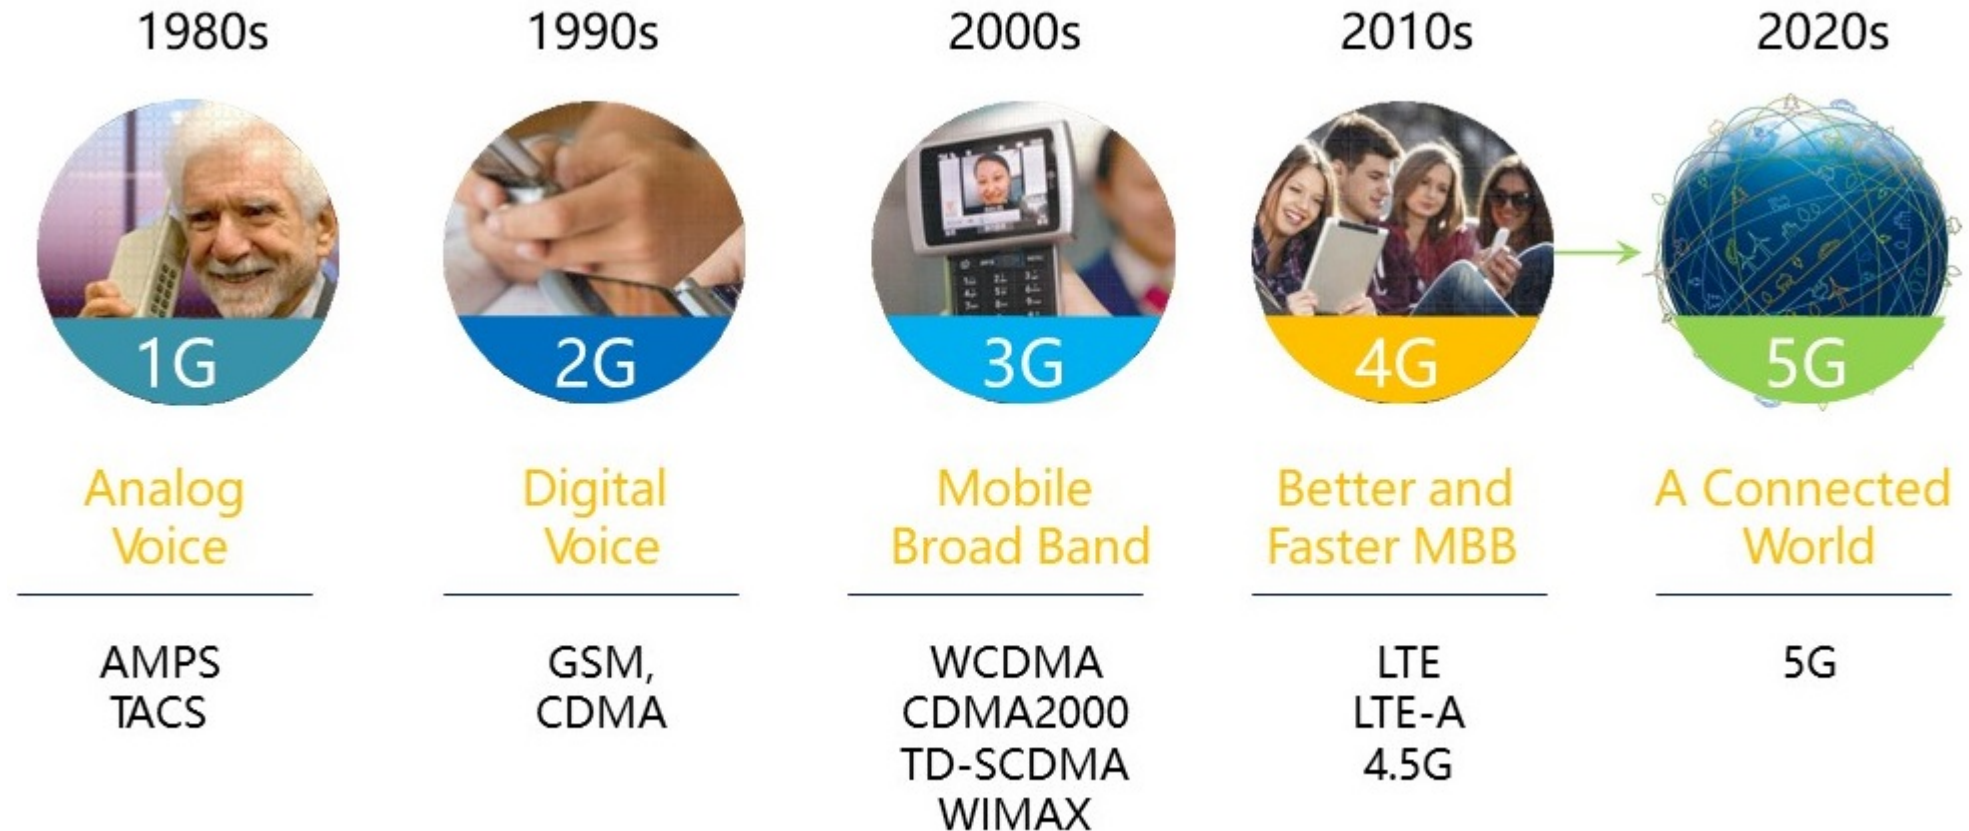 1980s
1990s
2000s
2010s
2020s
1G
2G
3G
4G
5G
Analog
Voice
Digital
Voice
Mobile
Broad Band
Better and
Faster MBB
A Connected
World
AMPS
TACS
GSM,
CDMA
WCDMA
CDMA2000
TD-SCDMA
WIMAX
LTE
LTE-A
4.5G
5G